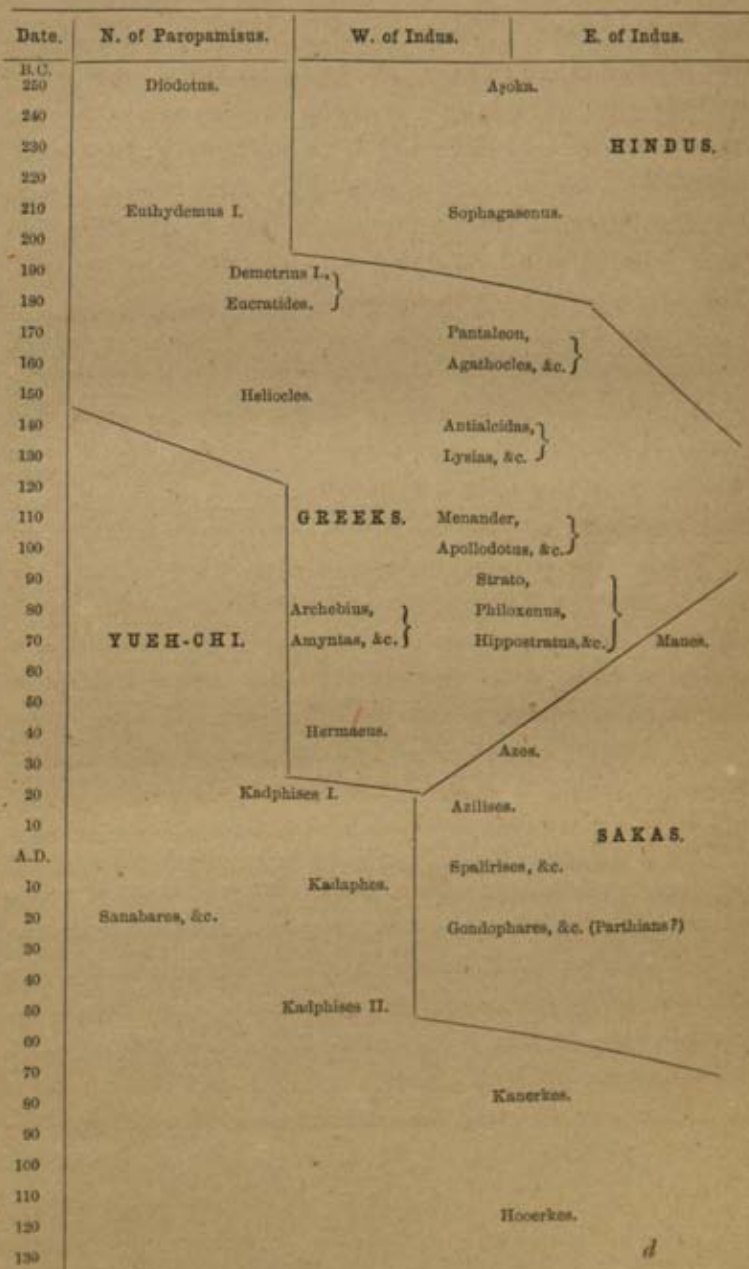 Date. N. of Paropamisus. W. of Indus. E. of Indus.
B.C.
250 Diodotus. Aşoka.
240
230 HINDUS.
220
210 Euthydemus I. Sophagasenus.
200
190 Demetrius I.,
180 Eucratides. }
170 Pantaleon,
160 Agathocles, &c. }
150 Heliocles.
140 Antialcidas,
130 Lysias, &c. }
120
110 GREEKS. Menander,
100 Apollodotus, &c. }
90 Strato,
80 Archebius, Philoxenus,
70 YUEH-CHI. Amyntas, &c. } Hippostratus, &c. } Maues.
60
50
40 Hermaeus.
30 Azes.
20 Kadphises I. Azilises.
10 SAKAS.
A.D. Spalirises, &c.
10 Kadaphes.
20 Sanabares, &c. Gondophares, &c. (Parthians?)
30
40
50 Kadphises II.
60
70
80 Kanerkes.
90
100
110
120 Hooerkes.
130 d